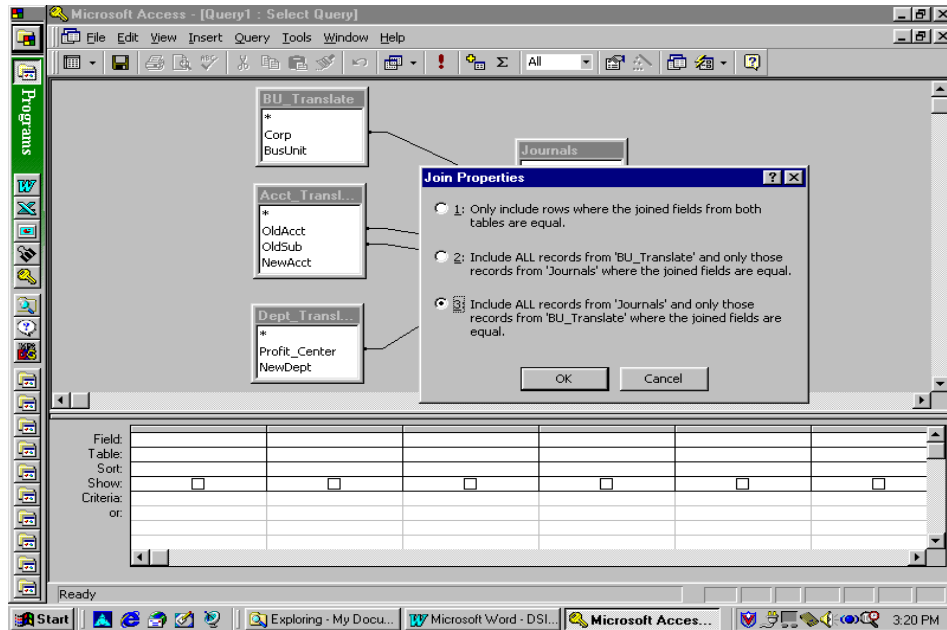 Microsoft Access - [Query1 : Select Query]
File Edit View Insert Query Tools Window Help
All
Programs
BU_Translate
*
Corp
BusUnit
Journals
Acct_Transl...
*
OldAcct
OldSub
NewAcct
Dept_Transl...
*
Profit_Center
NewDept
Join Properties
1: Only include rows where the joined fields from both
tables are equal.
2: Include ALL records from 'BU_Translate' and only those
records from 'Journals' where the joined fields are equal.
3: Include ALL records from 'Journals' and only those
records from 'BU_Translate' where the joined fields are
equal.
OK Cancel
Field:
Table:
Sort:
Show:
Criteria:
or:
Ready
Start Exploring - My Docu... Microsoft Word - DSI... Microsoft Acces... 3:20 PM